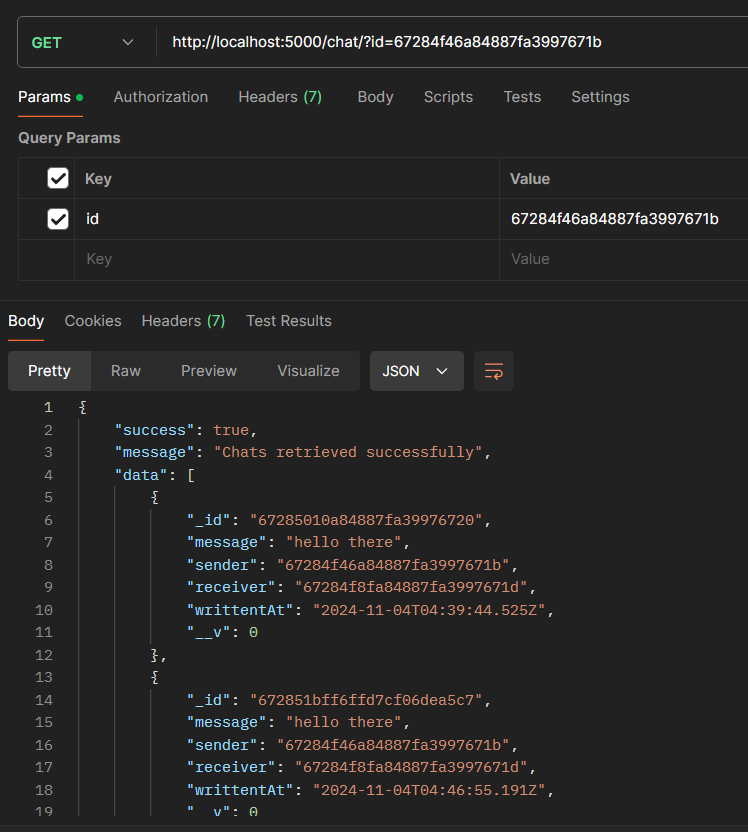 GET http://localhost:5000/chat/?id=67284f46a84887fa3997671b
Params Authorization Headers (7) Body Scripts Tests Settings
Query Params
Key Value
id 67284f46a84887fa3997671b
Key Value
Body Cookies Headers (7) Test Results
Pretty Raw Preview Visualize JSON
1 {
2 "success": true,
3 "message": "Chats retrieved successfully",
4 "data": [
5 {
6 "_id": "67285010a84887fa39976720",
7 "message": "hello there",
8 "sender": "67284f46a84887fa3997671b",
9 "receiver": "67284f8fa84887fa3997671d",
10 "writtentAt": "2024-11-04T04:39:44.525Z",
11 "__v": 0
12 },
13 {
14 "_id": "672851bff6ffd7cf06dea5c7",
15 "message": "hello there",
16 "sender": "67284f46a84887fa3997671b",
17 "receiver": "67284f8fa84887fa3997671d",
18 "writtentAt": "2024-11-04T04:46:55.191Z",
19 "__v": 0